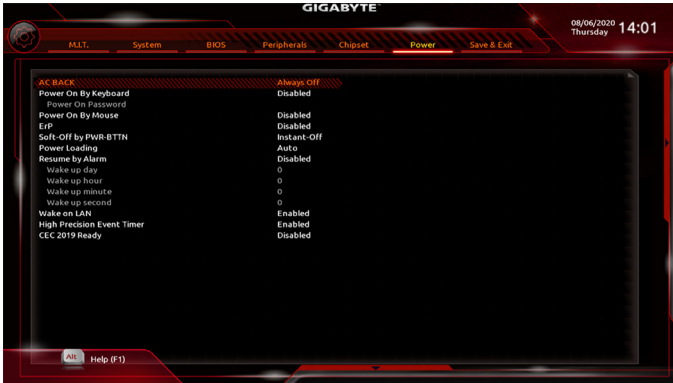 GIGABYTE™
08/06/2020 14:01
Thursday
M.I.T. System BIOS Peripherals Chipset Power Save & Exit
AC BACK Always Off
Power On By Keyboard Disabled
Power On Password
Power On By Mouse Disabled
ErP Disabled
Soft-Off by PWR-BTTN Instant-Off
Power Loading Auto
Resume by Alarm Disabled
Wake up day 0
Wake up hour 0
Wake up minute 0
Wake up second 0
Wake on LAN Enabled
High Precision Event Timer Enabled
CEC 2019 Ready Disabled
Alt Help (F1)